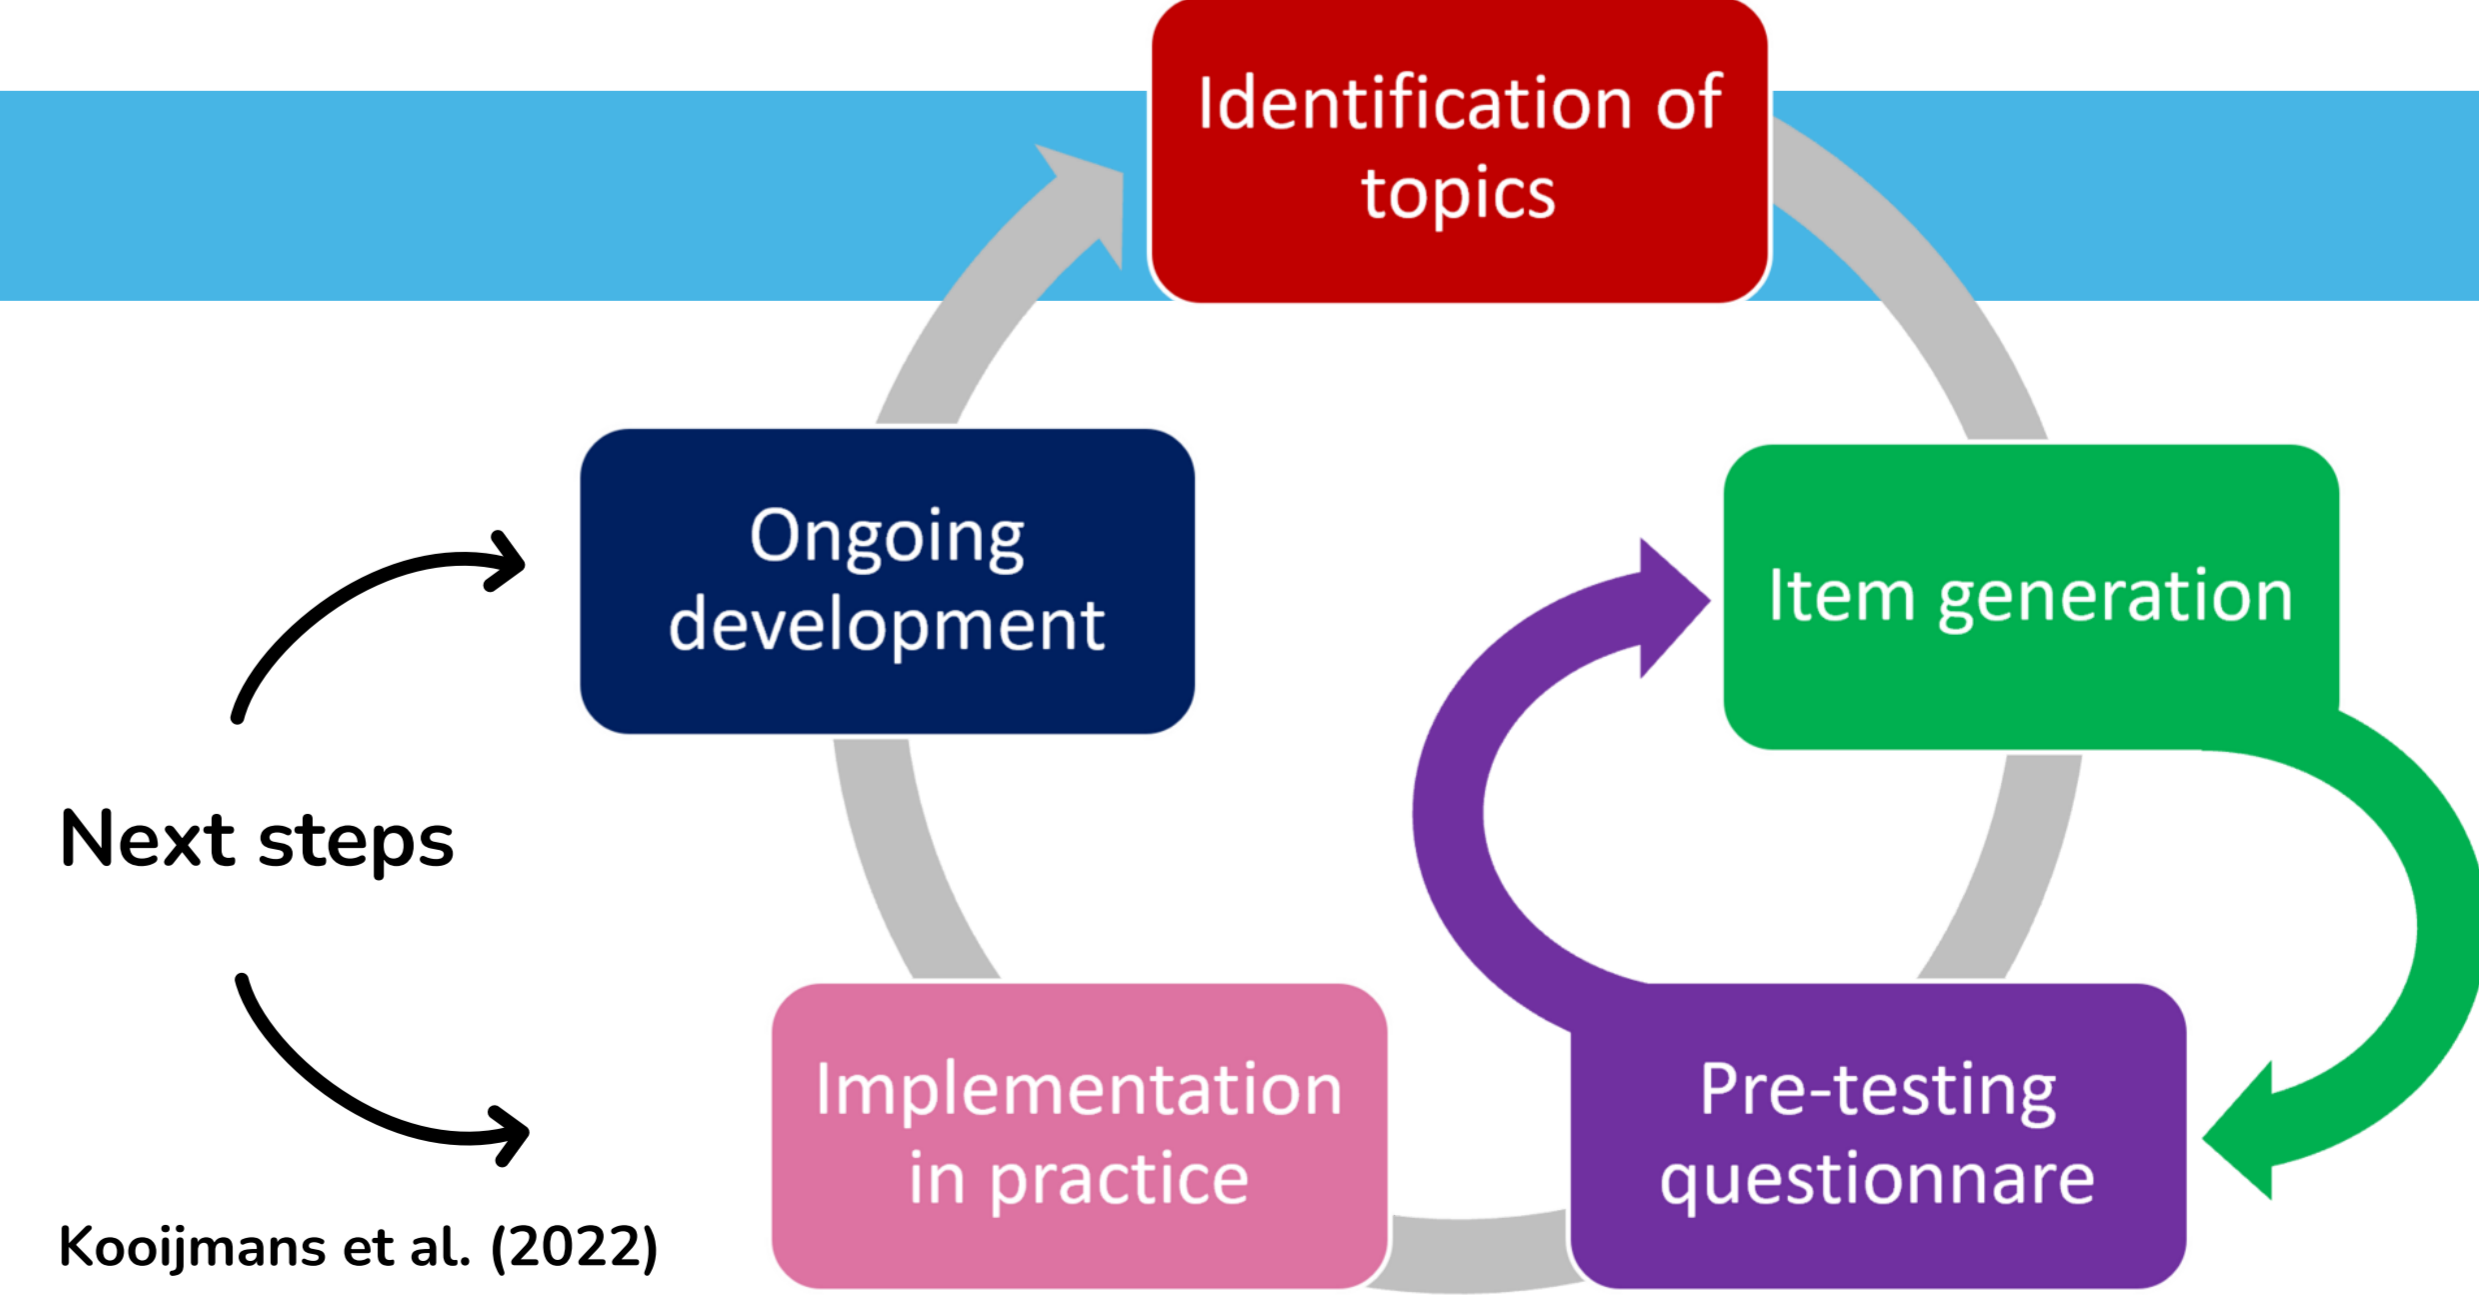 Identification of
topics
Ongoing
development
Item generation
Next steps
Implementation
in practice
Pre-testing
questionnare
Kooijmans et al. (2022)